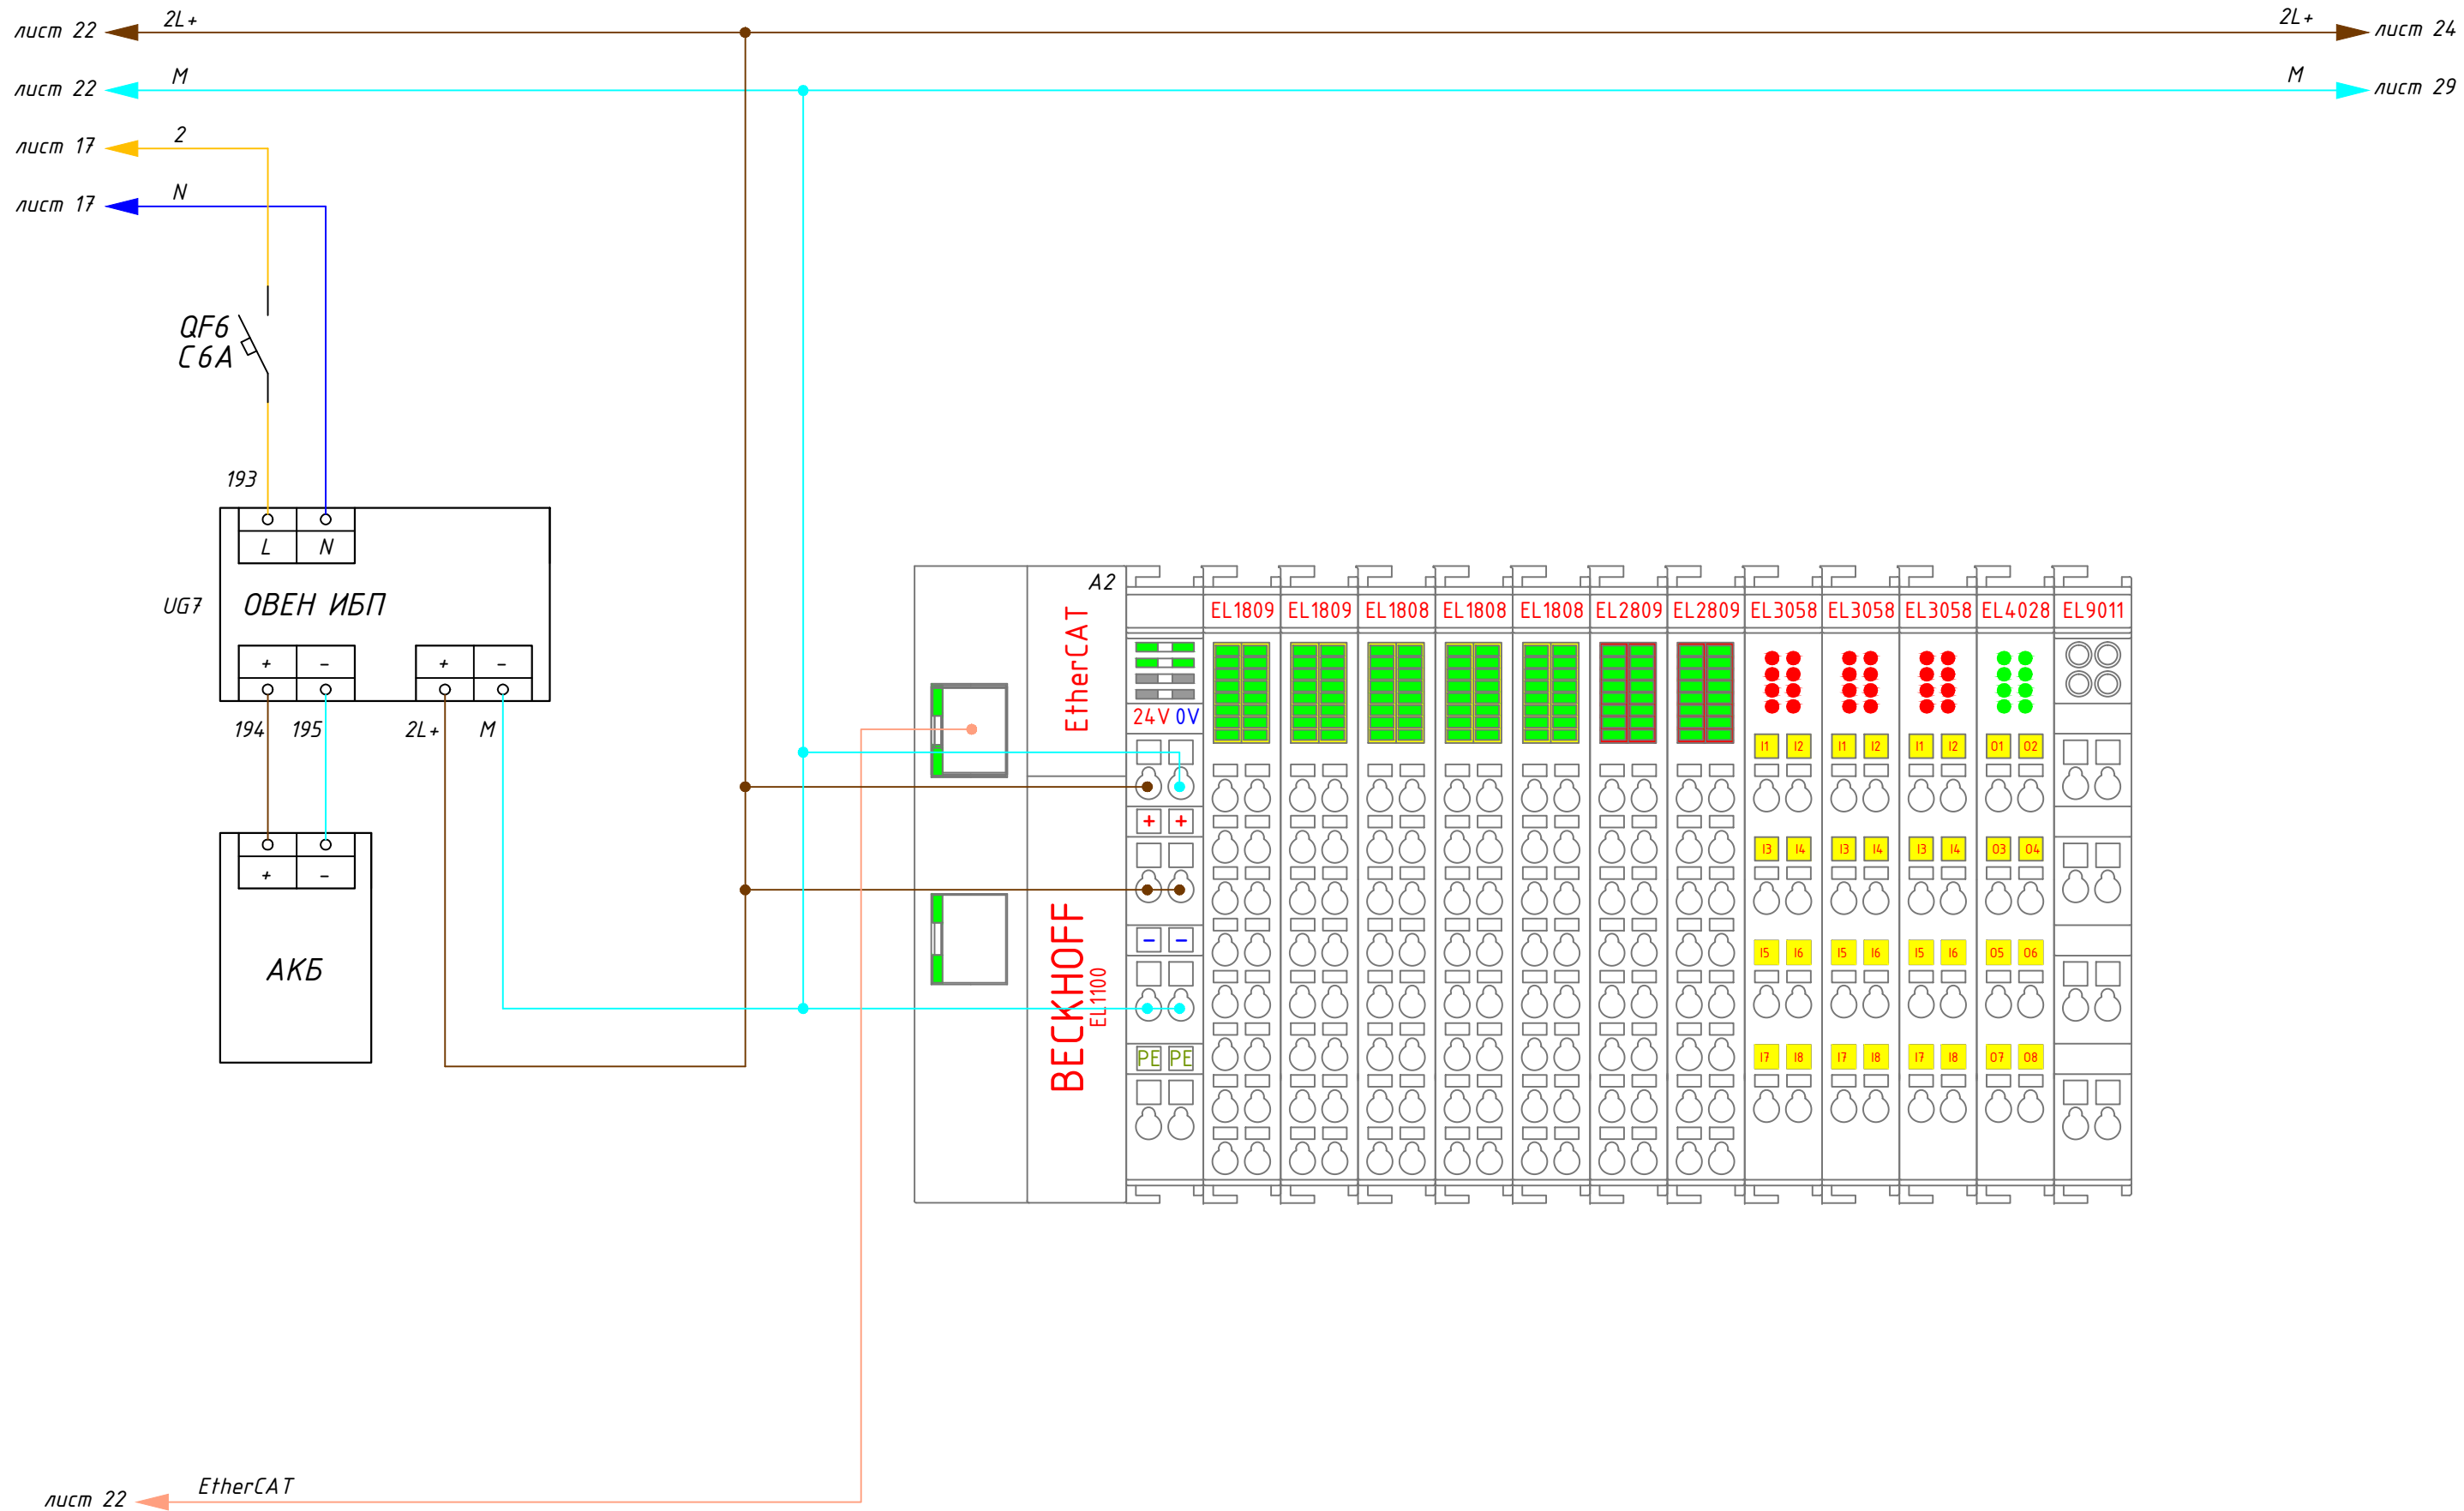 2L+ 2L+
лист 22 лист 24
M M
лист 22 лист 29
2
лист 17
N
лист 17
QF6
C6A
193
L N
UG7 ОВЕН ИБП
+ - + -
194 195 2L+ M
+ -
АКБ
A2
EtherCAT
BECKHOFF
EL1100
EL1809 EL1809 EL1808 EL1808 EL1808 EL2809 EL2809 EL3058 EL3058 EL3058 EL4028 EL9011
24V 0V
I1 I2 I1 I2 I1 I2 O1 O2
+ +
I3 I4 I3 I4 I3 I4 O3 O4
- -
I5 I6 I5 I6 I5 I6 O5 O6
PE PE
I7 I8 I7 I8 I7 I8 O7 O8
EtherCAT
лист 22